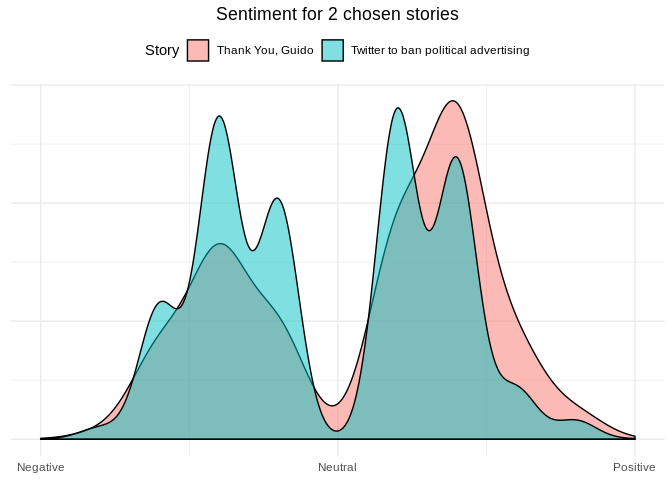 Sentiment for 2 chosen stories
Story Thank You, Guido Twitter to ban political advertising
Negative Neutral Positive